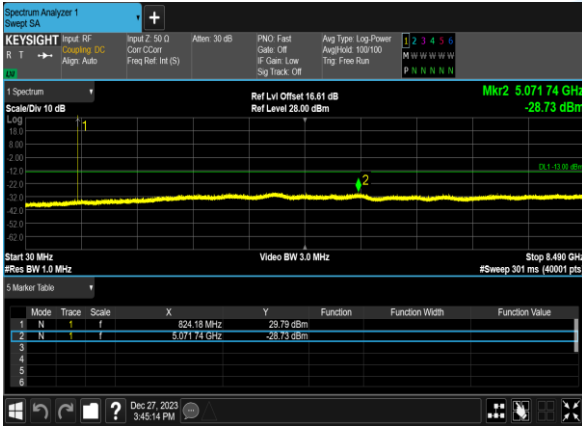 Spectrum Analyzer 1
Swept SA
KEYSIGHT Input: RF Input Z: 50 Ω Atten: 30 dB PNO: Fast Avg Type: Log-Power 1 2 3 4 5 6
R T Coupling: DC Corr CCorr Gate: Off Avg|Hold: 100/100 M W W W W W
Align: Auto Freq Ref: Int (S) IF Gain: Low Trig: Free Run
LW Sig Track: Off P N N N N N
1 Spectrum Ref Lvl Offset 16.61 dB Mkr2 5.071 74 GHz
Scale/Div 10 dB Ref Level 28.00 dBm -28.73 dBm
Log
18.0
8.00
-2.00
-12.0
-22.0
-32.0
-42.0
-52.0
-62.0
1
DL1 -13.00 dBm
2
Start 30 MHz Video BW 3.0 MHz Stop 8.490 GHz
#Res BW 1.0 MHz #Sweep 301 ms (40001 pts
5 Marker Table
Mode Trace Scale X Y Function Function Width Function Value
1 N 1 f 824.18 MHz 29.79 dBm
2 N 1 f 5.071 74 GHz -28.73 dBm
3
4
5
6
? Dec 27, 2023
3:45:14 PM